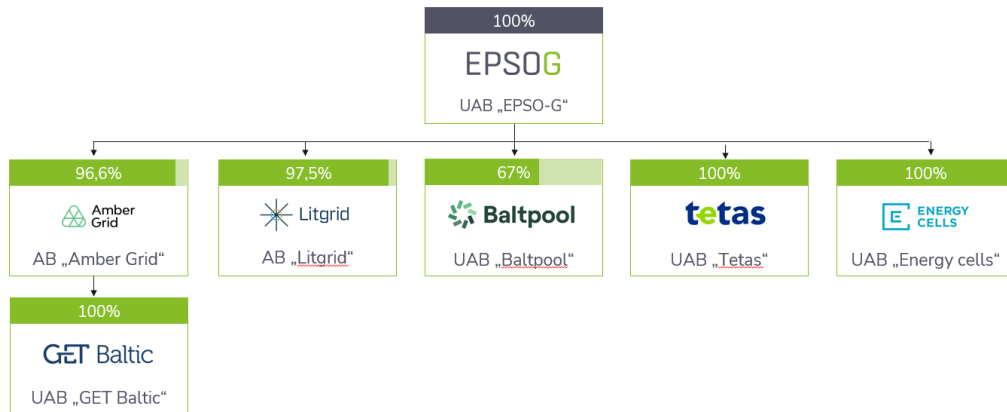 100%
EPSOG
UAB „EPSO-G“
96,6%
Amber
Grid
AB „Amber Grid“
97,5%
Litgrid
AB „Litgrid“
67%
Baltpool
UAB „Baltpool“
100%
tetas
UAB „Tetas“
100%
E ENERGY
CELLS
UAB „Energy cells“
100%
GET Baltic
UAB „GET Baltic“